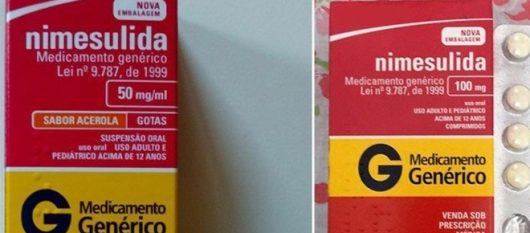 NOVA
EMBALAGEM
nimesulida
Medicamento genérico
Lei nº 9.787, de 1999
50 mg/ml
SABOR ACEROLA GOTAS
SUSPENSÃO ORAL
uso oral USO ADULTO E
PEDIÁTRICO ACIMA DE 12 ANOS
G Medicamento
Genérico
NOVA
EMBALAGEM
nimesulida
Medicamento genérico
Lei nº 9.787, de 1999
100 mg
uso oral
USO ADULTO E PEDIÁTRICO
ACIMA DE 12 ANOS
COMPRIMIDOS
G Medicamento
Genérico
VENDA SOB
PRESCRIÇÃO